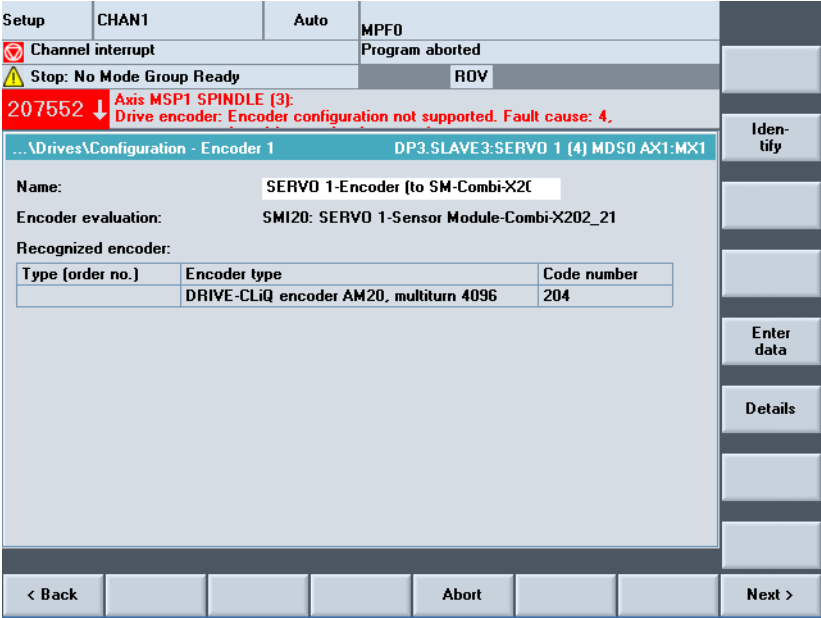 Setup CHAN1 Auto MPF0
Channel interrupt Program aborted
Stop: No Mode Group Ready ROV
207552 Axis MSP1 SPINDLE (3):
Drive encoder: Encoder configuration not supported. Fault cause: 4,
...\Drives\Configuration - Encoder 1 DP3.SLAVE3:SERVO 1 (4) MDS0 AX1:MX1
Iden-
tify
Name: SERVO 1-Encoder (to SM-Combi-X20
Encoder evaluation: SMI20: SERVO 1-Sensor Module-Combi-X202_21
Recognized encoder:
Type (order no.) Encoder type Code number
DRIVE-CLiQ encoder AM20, multiturn 4096 204
Enter
data
Details
< Back Abort Next >